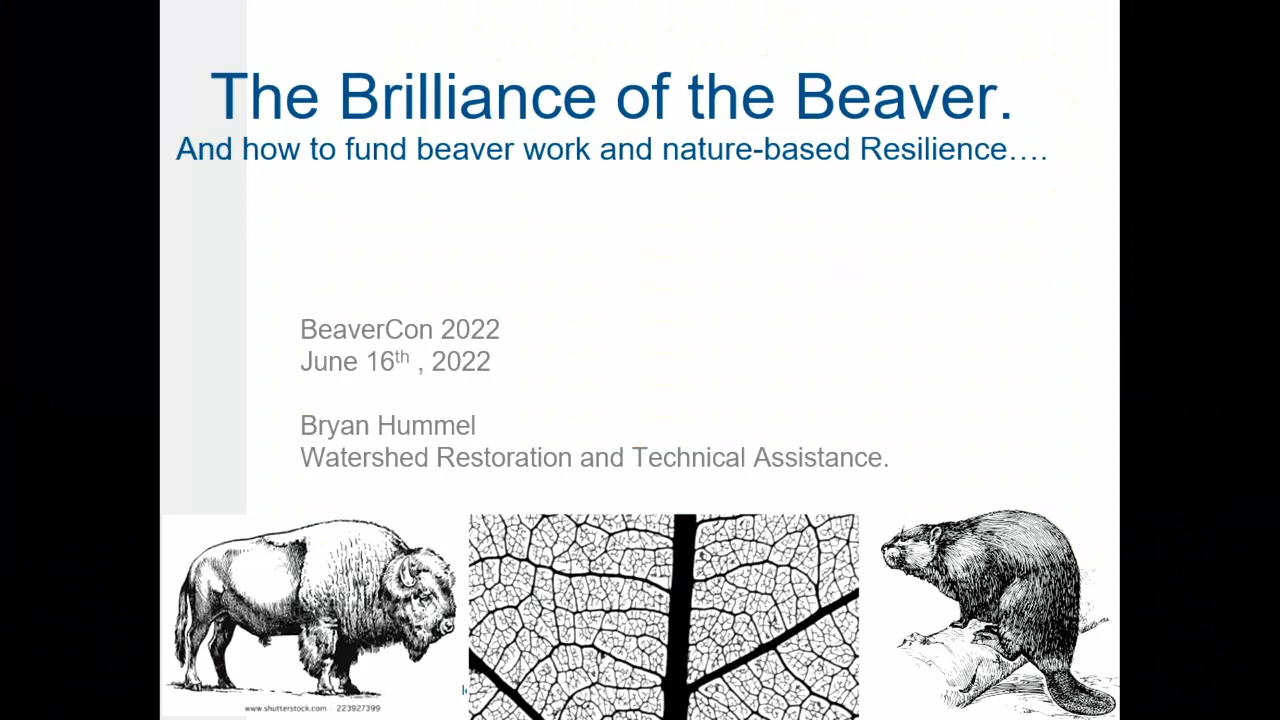 The Brilliance of the Beaver.
And how to fund beaver work and nature-based Resilience….
BeaverCon 2022
June 16th , 2022
Bryan Hummel
Watershed Restoration and Technical Assistance.
www.shutterstock.com · 223927399